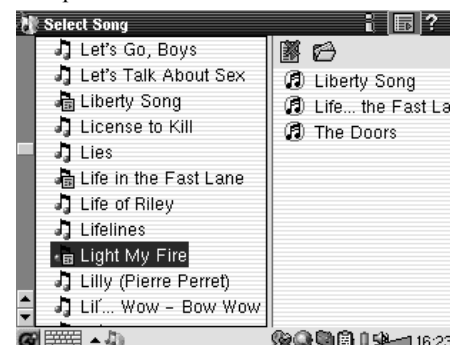 Select Song
?
Let's Go, Boys
Let's Talk About Sex
Liberty Song
License to Kill
Lies
Life in the Fast Lane
Life of Riley
Lifelines
Light My Fire
Lilly (Pierre Perret)
Lil'... Wow – Bow Wow
Liberty Song
Life... the Fast La
The Doors
16:23